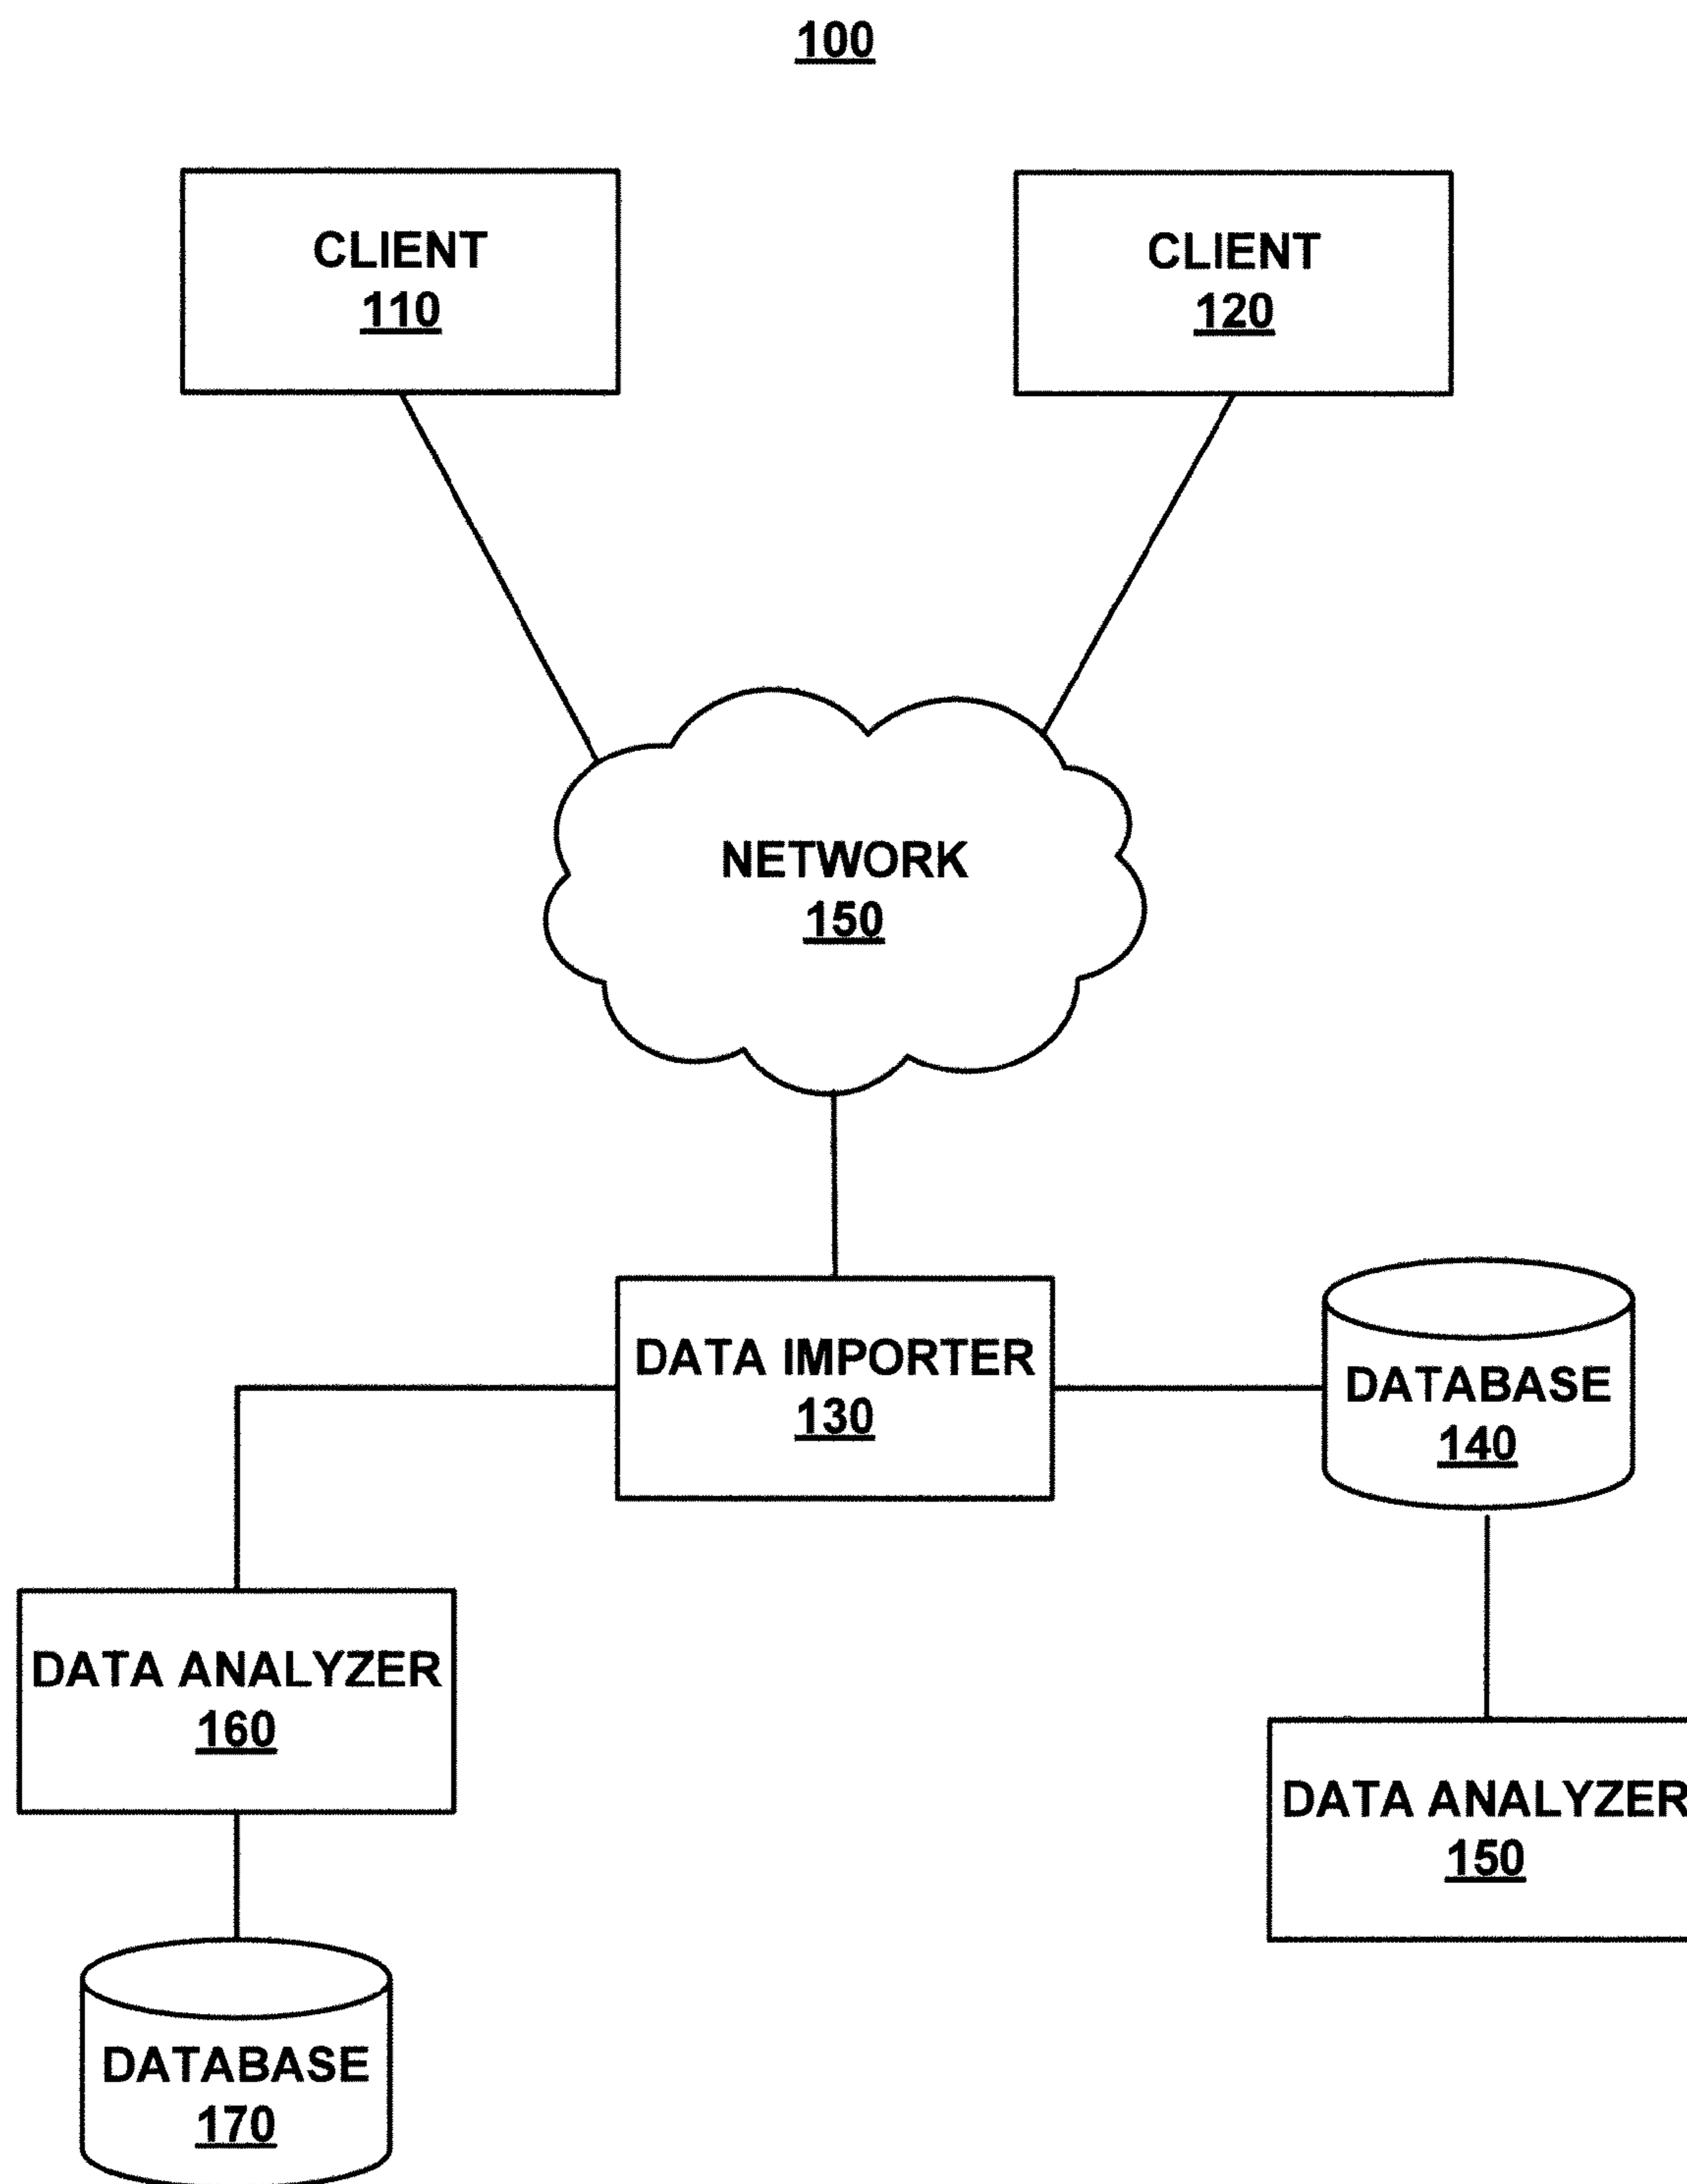 100
CLIENT
110
CLIENT
120
NETWORK
150
DATA IMPORTER
130
DATABASE
140
DATA ANALYZER
160
DATA ANALYZER
150
DATABASE
170